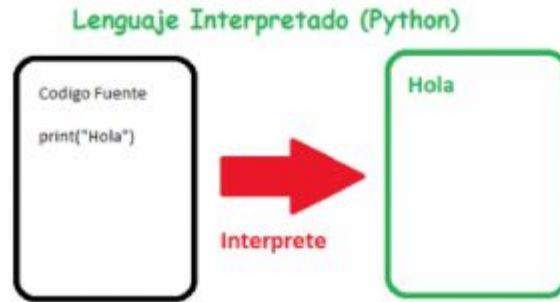 Lenguaje Interpretado (Python)
Codigo Fuente
print("Hola")
Interprete
Hola